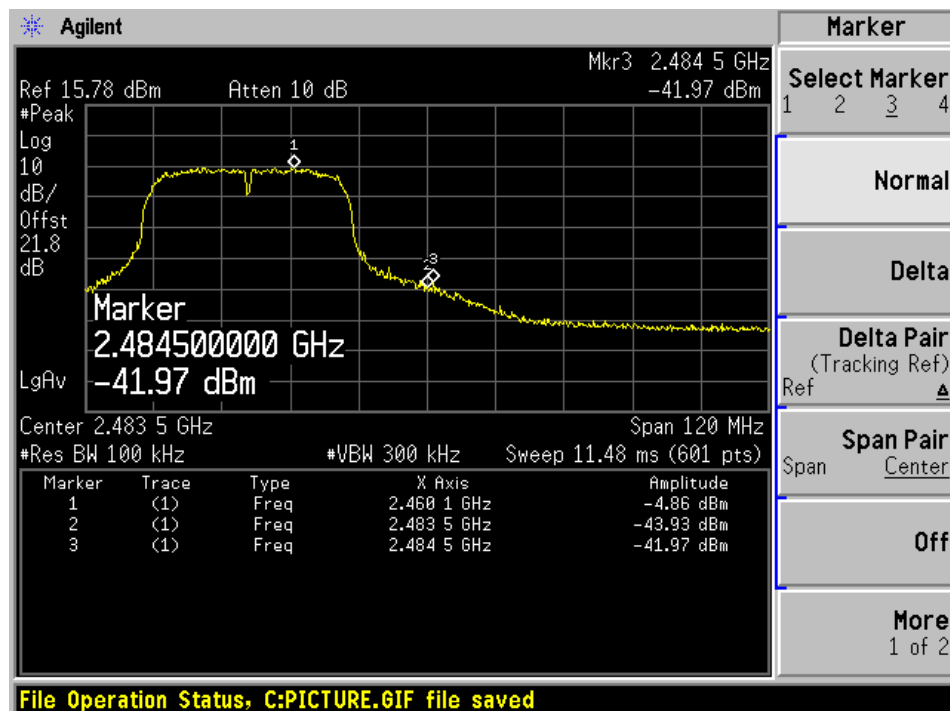 Agilent
Marker
Mkr3 2.484 5 GHz
Ref 15.78 dBm Atten 10 dB -41.97 dBm
#Peak
Log
10
dB/
Offst
21.8
dB
LgAv
1
2
3
Marker
2.484500000 GHz
-41.97 dBm
Center 2.483 5 GHz Span 120 MHz
#Res BW 100 kHz #VBW 300 kHz Sweep 11.48 ms (601 pts)
Marker Trace Type X Axis Amplitude
1 (1) Freq 2.460 1 GHz -4.86 dBm
2 (1) Freq 2.483 5 GHz -43.93 dBm
3 (1) Freq 2.484 5 GHz -41.97 dBm
Select Marker
1 2 3 4
Normal
Delta
Delta Pair
(Tracking Ref)
Ref Δ
Span Pair
Span Center
Off
More
1 of 2
File Operation Status, C:PICTURE.GIF file saved